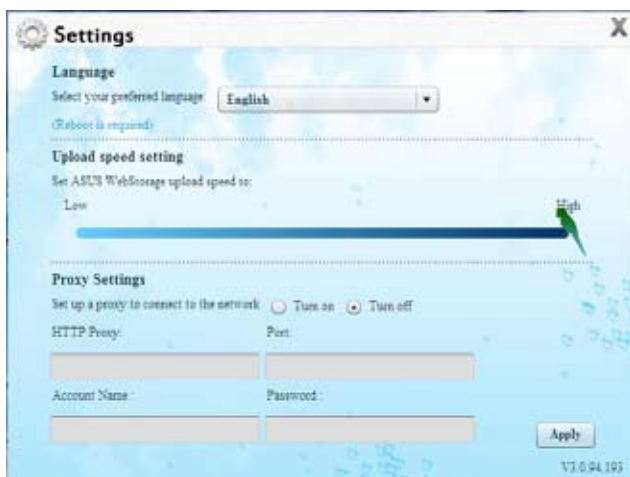 Settings
X
Language
Select your preferred language:
English
(Reboot is required)
Upload speed setting
Set ASUS WebStorage upload speed to:
Low High
Proxy Settings
Set up a proxy to connect to the network
Turn on Turn off
HTTP Proxy: Port:
Account Name : Password :
Apply
V3.0.94.193